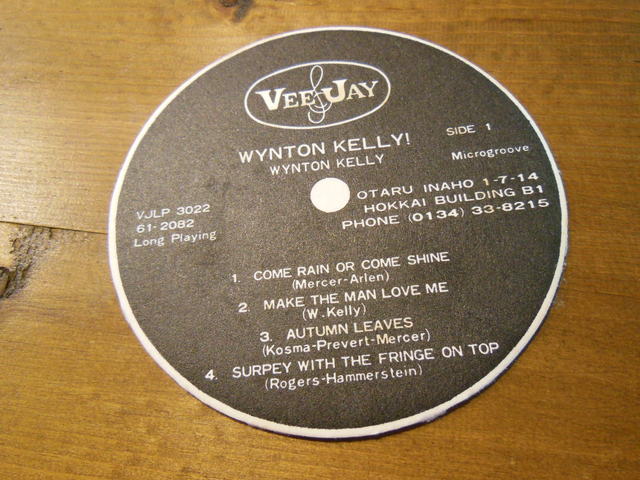 VEE JAY
WYNTON KELLY!
WYNTON KELLY
SIDE 1
Microgroove
VJLP 3022
61-2082
Long Playing
OTARU INAHO 1-7-14
HOKKAI BUILDING B1
PHONE (0134) 33-8215
1. COME RAIN OR COME SHINE
(Mercer-Arlen)
2. MAKE THE MAN LOVE ME
(W.Kelly)
3. AUTUMN LEAVES
(Kosma-Prevert-Mercer)
4. SURPEY WITH THE FRINGE ON TOP
(Rogers-Hammerstein)